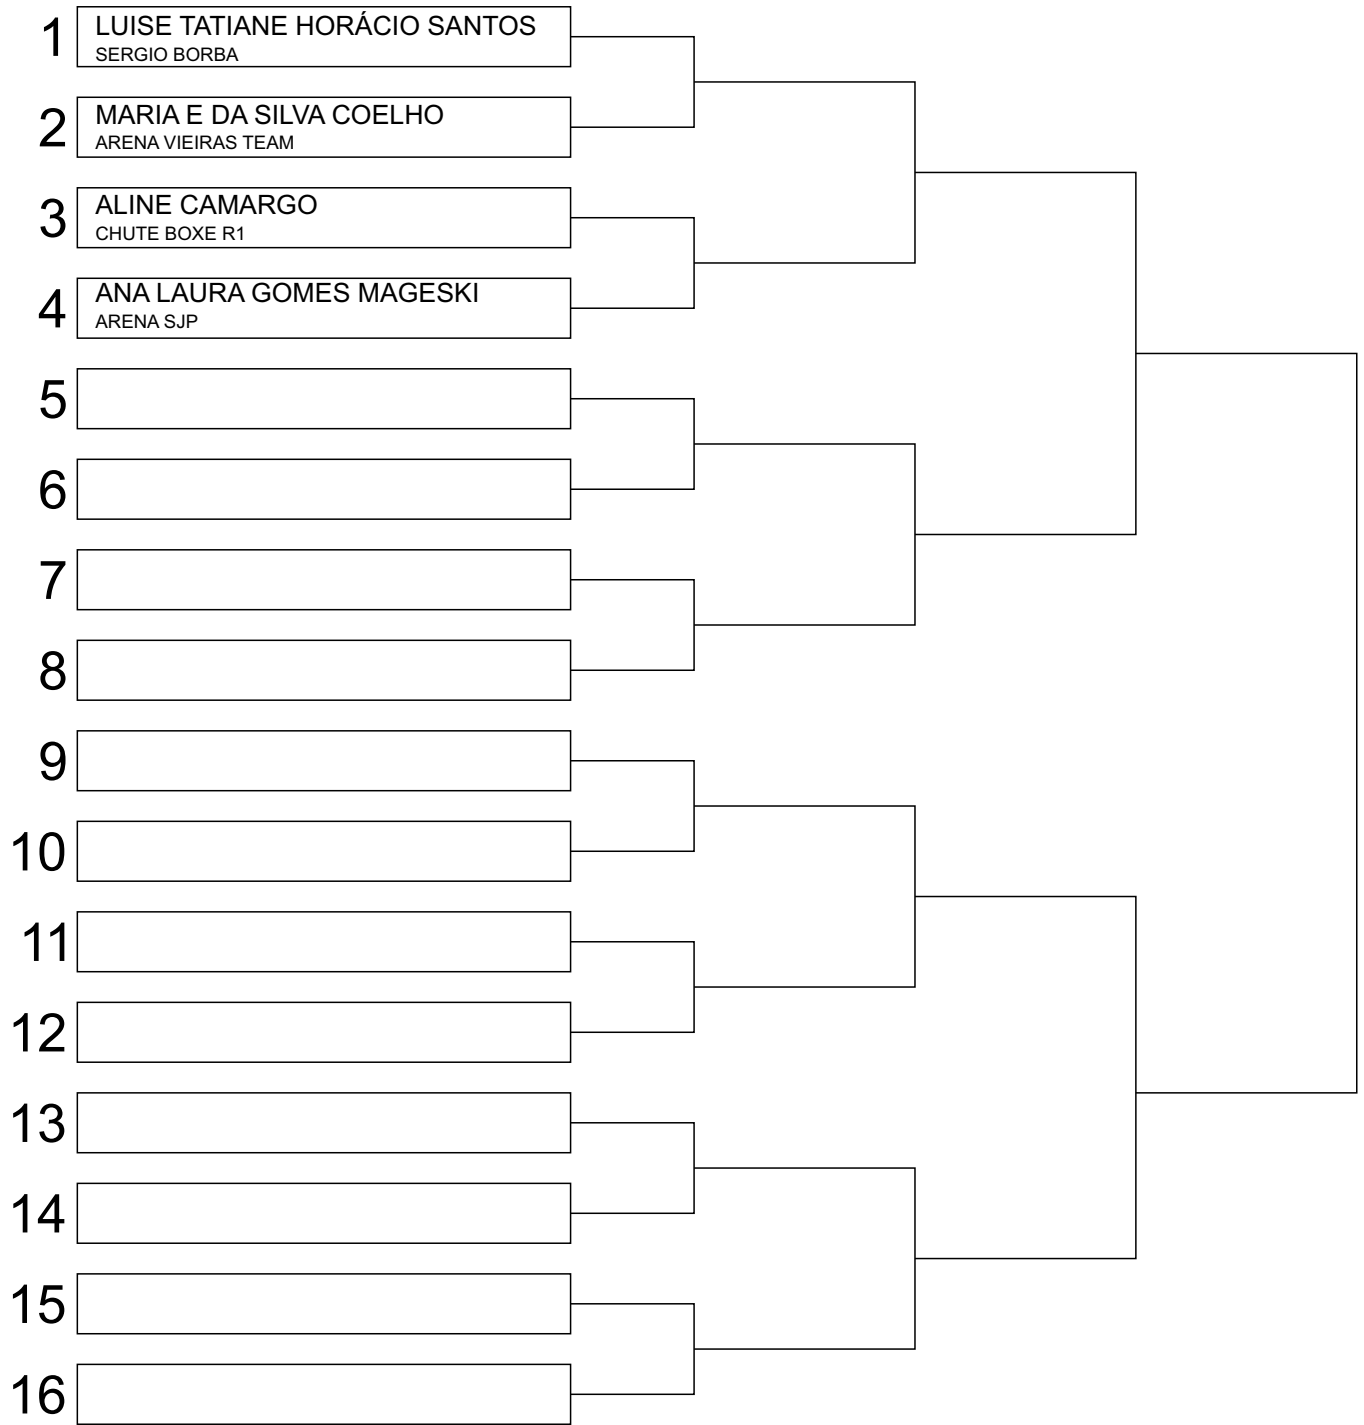 1
LUISE TATIANE HORÁCIO SANTOS
SERGIO BORBA
2
MARIA E DA SILVA COELHO
ARENA VIEIRAS TEAM
3
ALINE CAMARGO
CHUTE BOXE R1
4
ANA LAURA GOMES MAGESKI
ARENA SJP
5
6
7
8
9
10
11
12
13
14
15
16